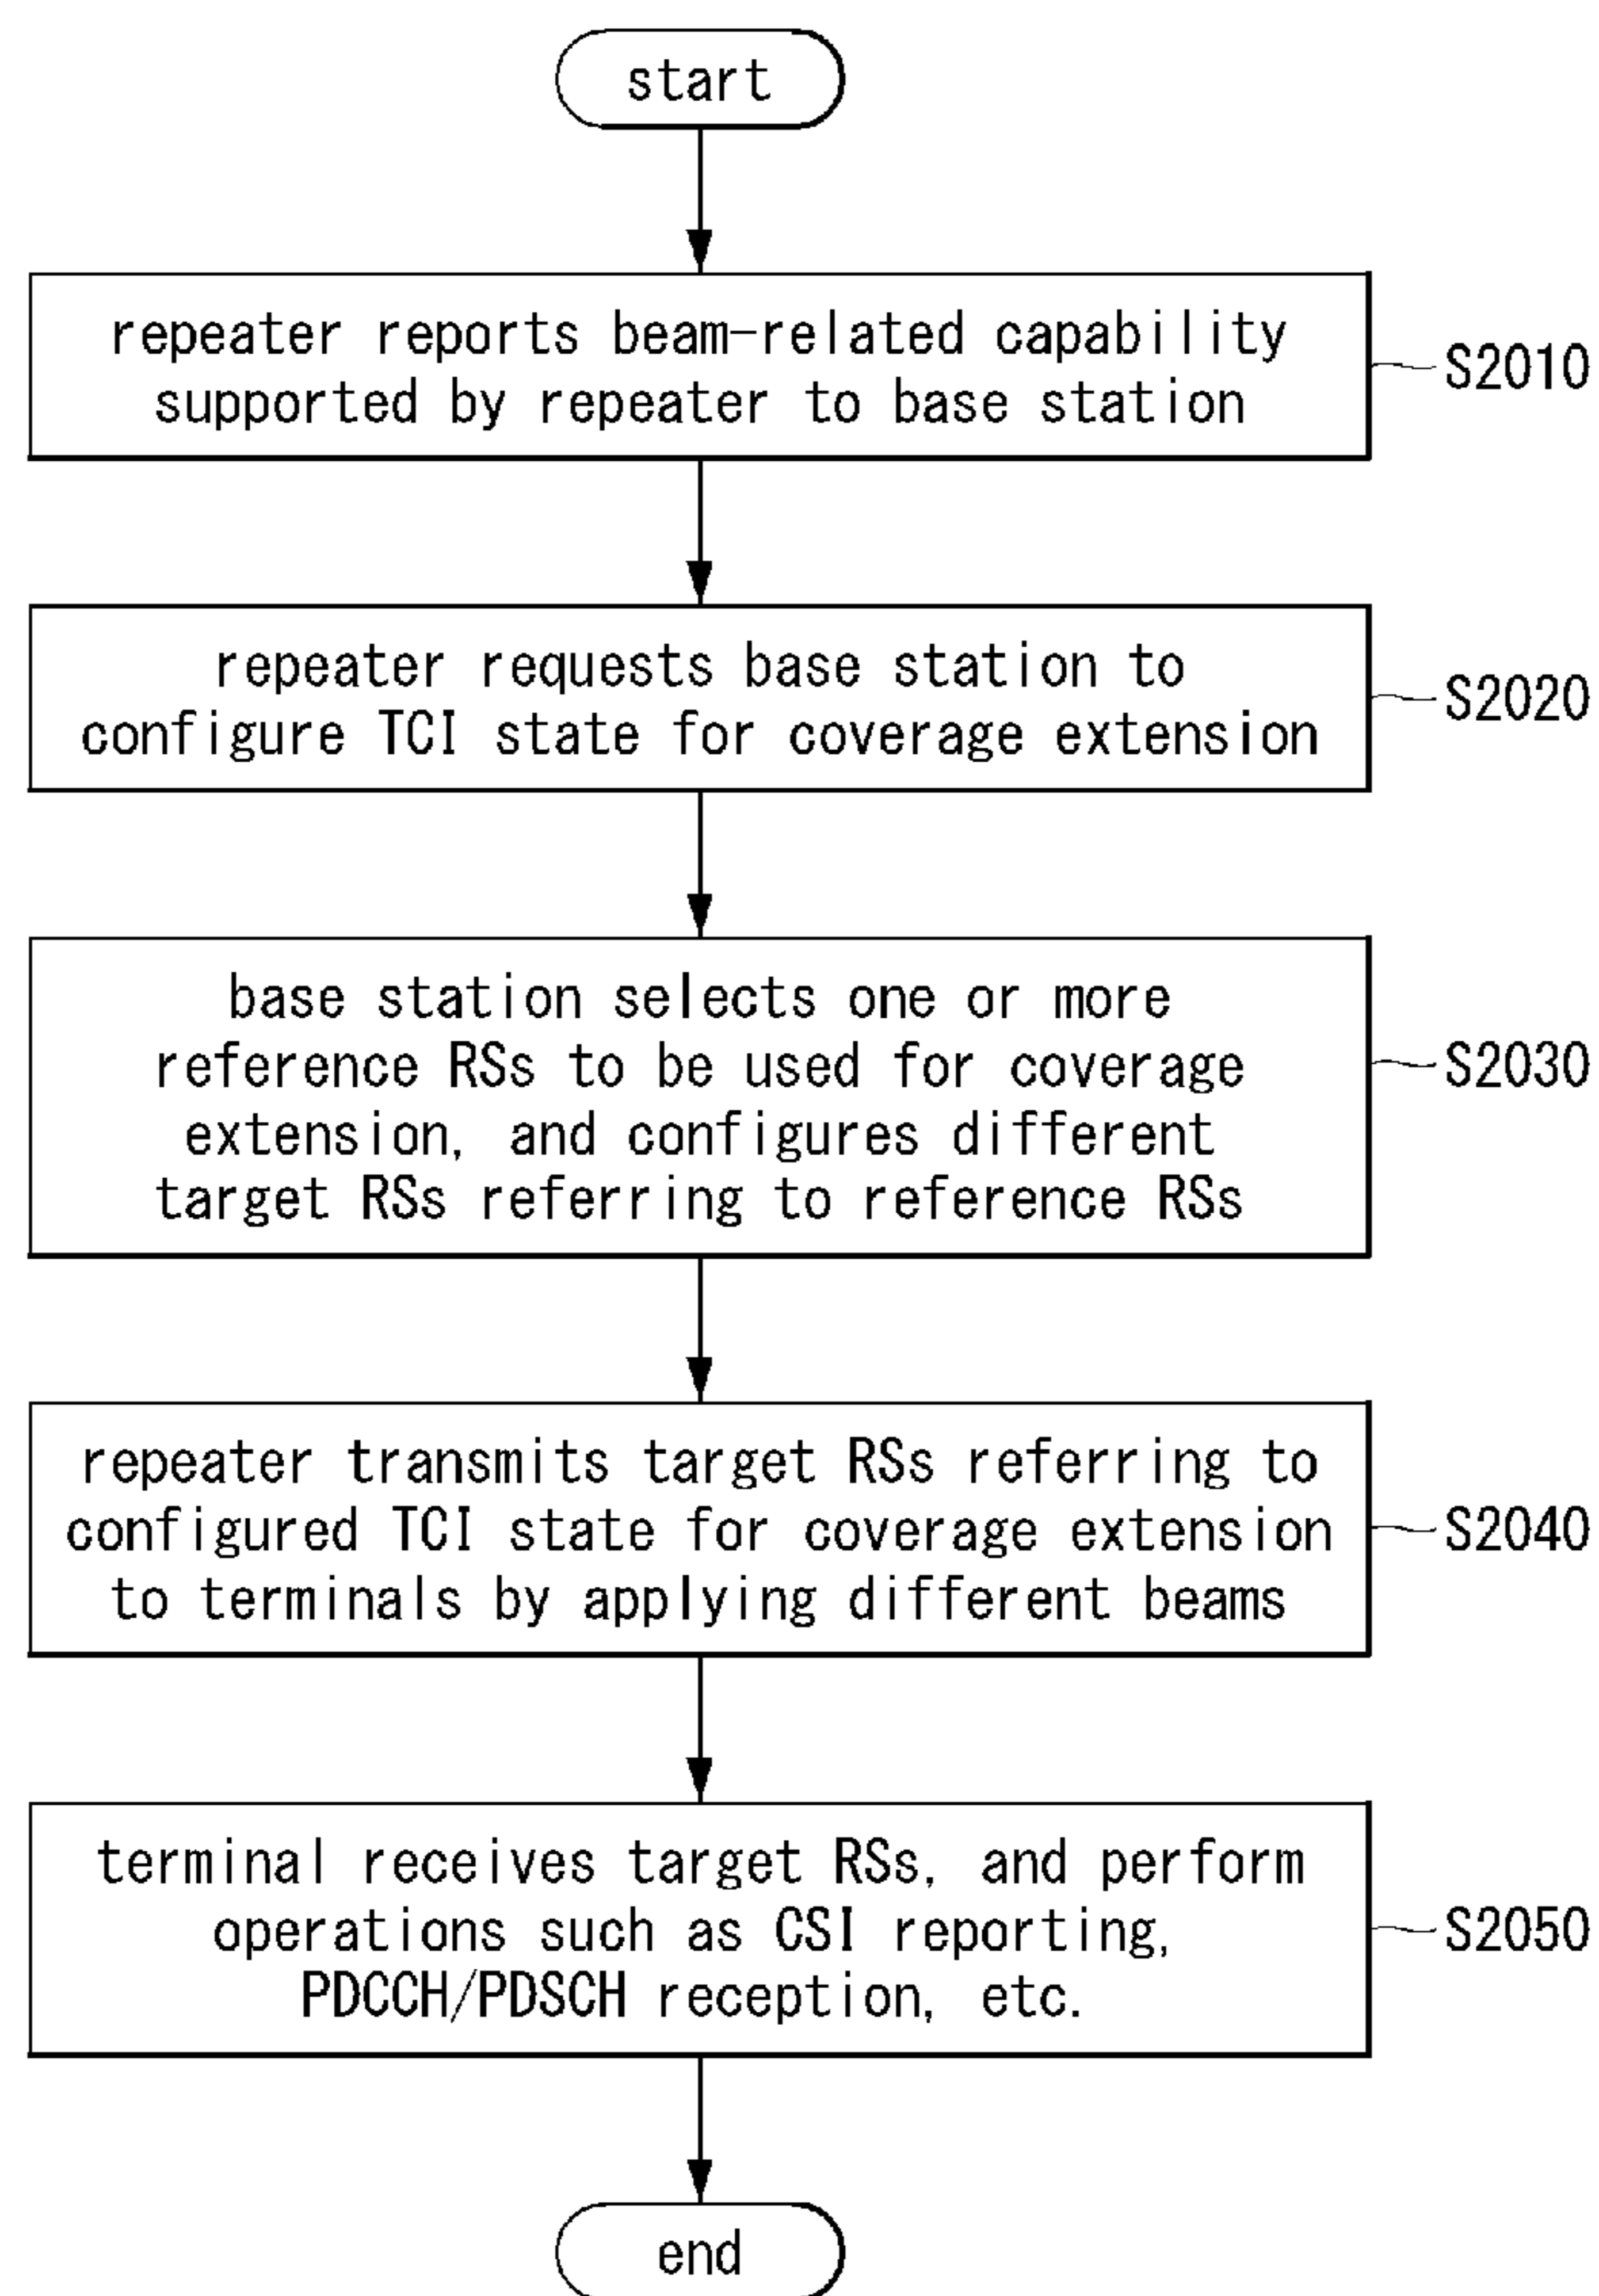 start
repeater reports beam-related capability
supported by repeater to base station
S2010
repeater requests base station to
configure TCI state for coverage extension
S2020
base station selects one or more
reference RSs to be used for coverage
extension, and configures different
target RSs referring to reference RSs
S2030
repeater transmits target RSs referring to
configured TCI state for coverage extension
to terminals by applying different beams
S2040
terminal receives target RSs, and perform
operations such as CSI reporting,
PDCCH/PDSCH reception, etc.
S2050
end